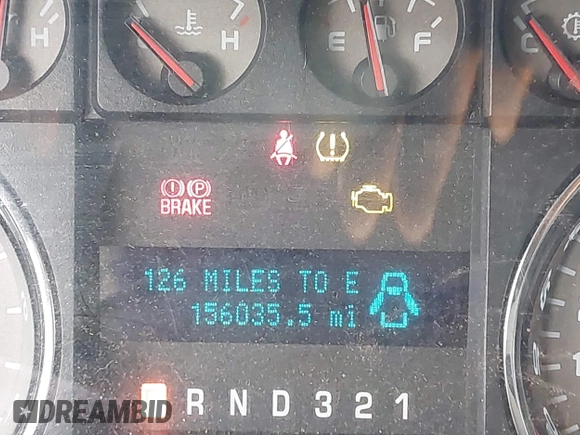 H
H
E
F
C
BRAKE
126 MILES TO E
156035.5 mi
R N D 3 2 1
DREAMBID